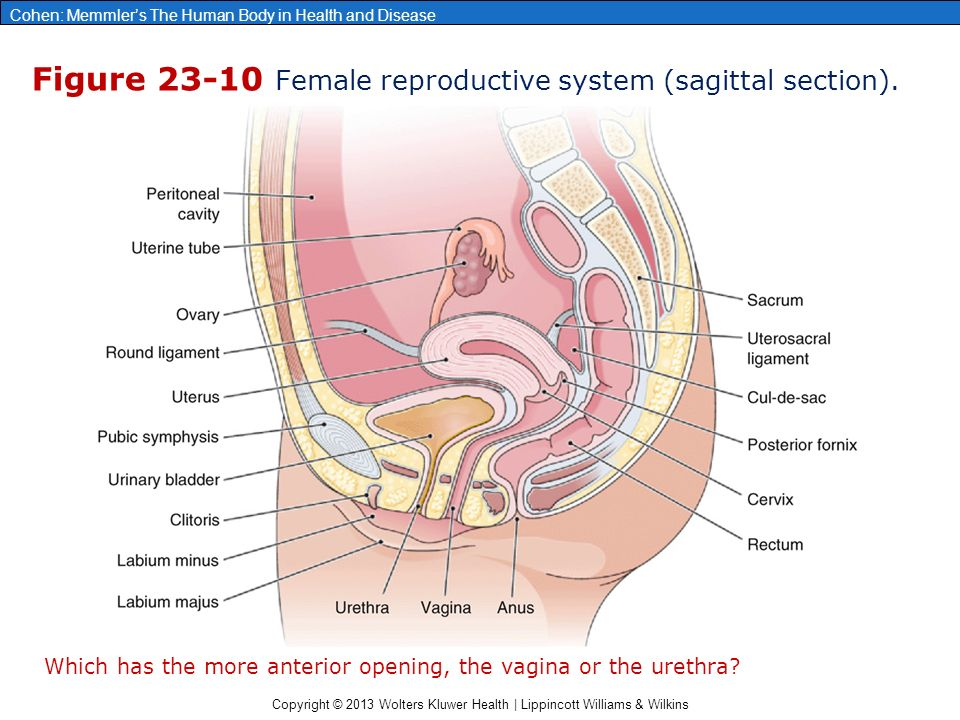 Cohen: Memmler's The Human Body in Health and Disease
Figure 23-10 Female reproductive system (sagittal section).
Peritoneal
cavity
Uterine tube
Ovary
Round ligament
Uterus
Pubic symphysis
Urinary bladder
Clitoris
Labium minus
Labium majus
Urethra
Vagina
Anus
Sacrum
Uterosacral
ligament
Cul-de-sac
Posterior fornix
Cervix
Rectum
Which has the more anterior opening, the vagina or the urethra?
Copyright © 2013 Wolters Kluwer Health | Lippincott Williams & Wilkins